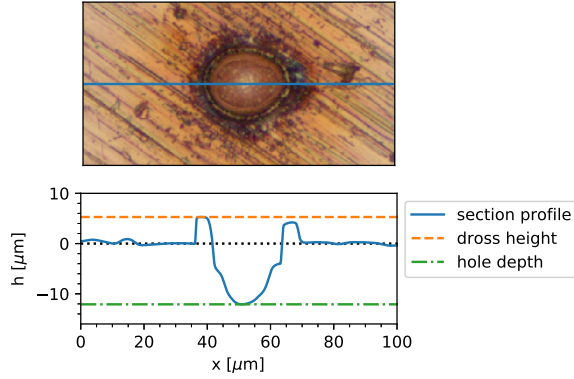 10
0
−10
h [μm]
0
20
40
60
80
100
x [μm]
section profile
dross height
hole depth